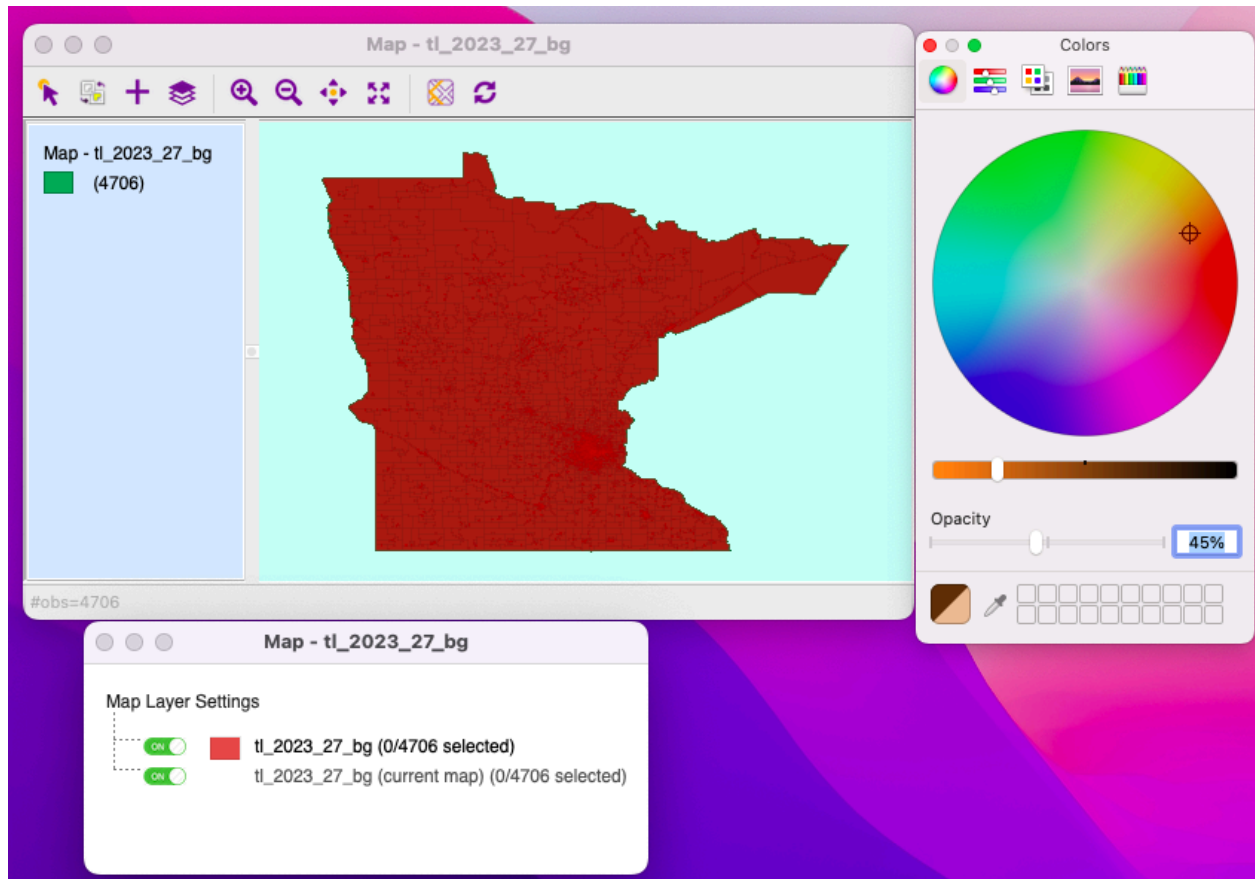 Map - tl_2023_27_bg
Map - tl_2023_27_bg
(4706)
#obs=4706
Colors
Opacity
45%
Map - tl_2023_27_bg
Map Layer Settings
ON tl_2023_27_bg (0/4706 selected)
ON tl_2023_27_bg (current map) (0/4706 selected)